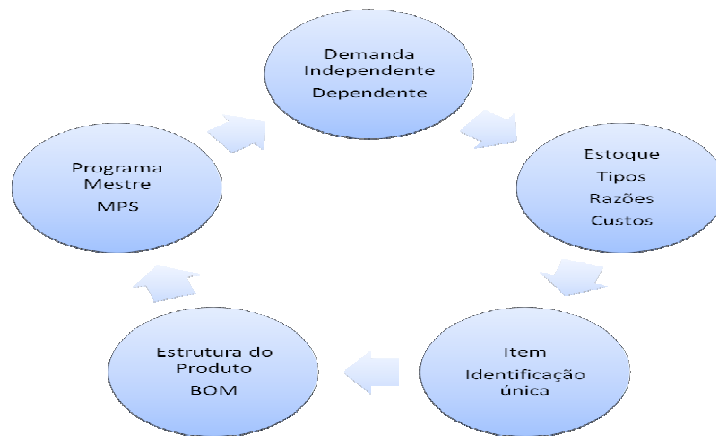 Demanda
Independente
Dependente
Estoque
Tipos
Razões
Custos
Item
Identificação
única
Estrutura do
Produto
BOM
Programa
Mestre
MPS